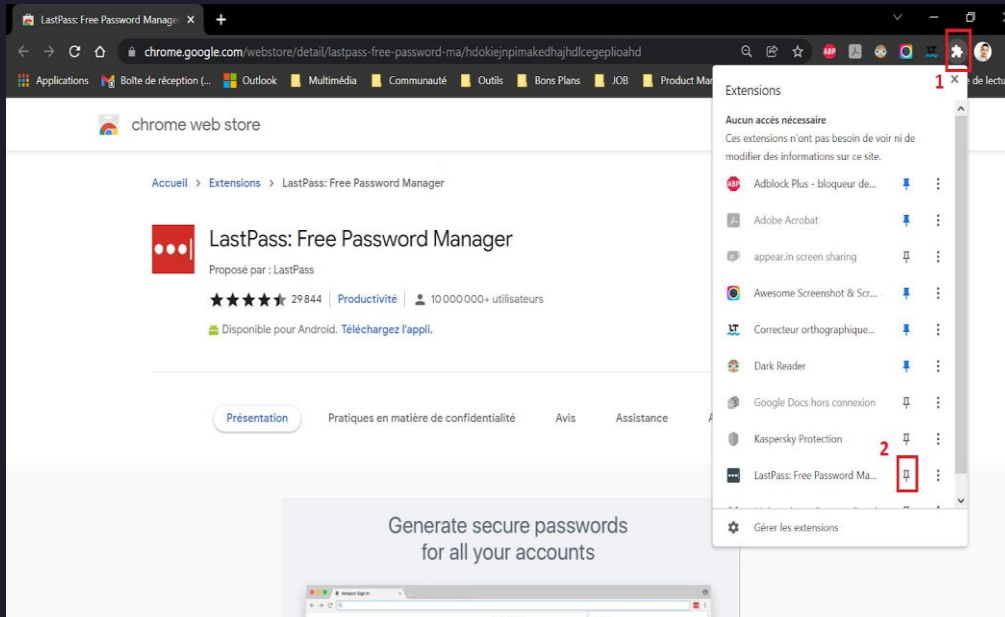 LastPass: Free Password Manage
chrome.google.com/webstore/detail/lastpass-free-password-ma/hdokiejnpimakedhajhdlcegeplioahd
Applications
Boîte de réception (...
Outlook
Multimédia
Communauté
Outils
Bons Plans
JOB
Product Mar
de lectu
1
chrome web store
Accueil > Extensions > LastPass: Free Password Manager
LastPass: Free Password Manager
Proposé par : LastPass
29 844
Productivité
10 000 000+ utilisateurs
Disponible pour Android. Téléchargez l'appli.
Présentation
Pratiques en matière de confidentialité
Avis
Assistance
Generate secure passwords
for all your accounts
Amazon Sign In
Extensions
Aucun accès nécessaire
Ces extensions n'ont pas besoin de voir ni de
modifier des informations sur ce site.
ABP
Adblock Plus - bloqueur de...
Adobe Acrobat
appear.in screen sharing
Awesome Screenshot & Scr...
Correcteur orthographique...
Dark Reader
Google Docs hors connexion
Kaspersky Protection
2
LastPass: Free Password Ma...
Gérer les extensions